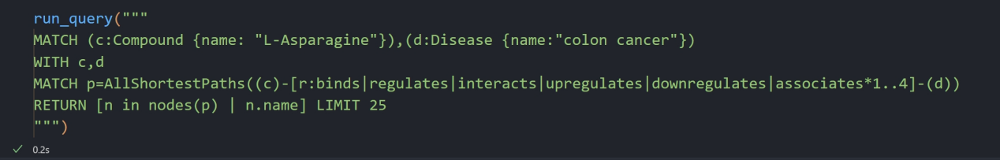 run_query("""
MATCH (c:Compound {name: "L-Asparagine"}),(d:Disease {name:"colon cancer"})
WITH c,d
MATCH p=AllShortestPaths((c)-[r:binds|regulates|interacts|upregulates|downregulates|associates*1..4]-(d))
RETURN [n in nodes(p) | n.name] LIMIT 25
""")
✓ 0.2s